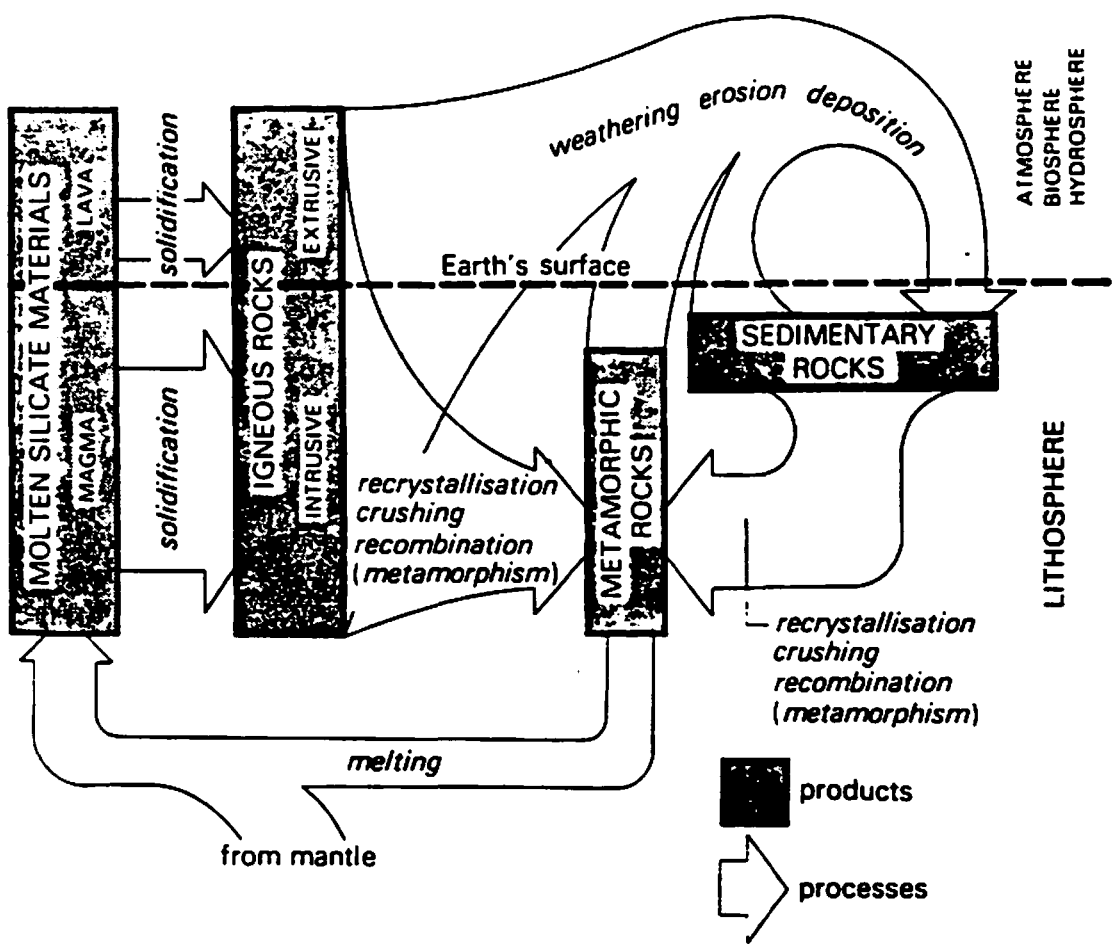 weathering erosion deposition
ATMOSPHERE
BIOSPHERE
HYDROSPHERE
MOLTEN SILICATE MATERIALS
MAGMA
LAVA
solidification
solidification
IGNEOUS ROCKS
INTRUSIVE
EXTRUSIVE
Earth's surface
SEDIMENTARY
ROCKS
METAMORPHIC
ROCKS
LITHOSPHERE
recrystallisation
crushing
recombination
(metamorphism)
recrystallisation
crushing
recombination
(metamorphism)
melting
from mantle
products
processes